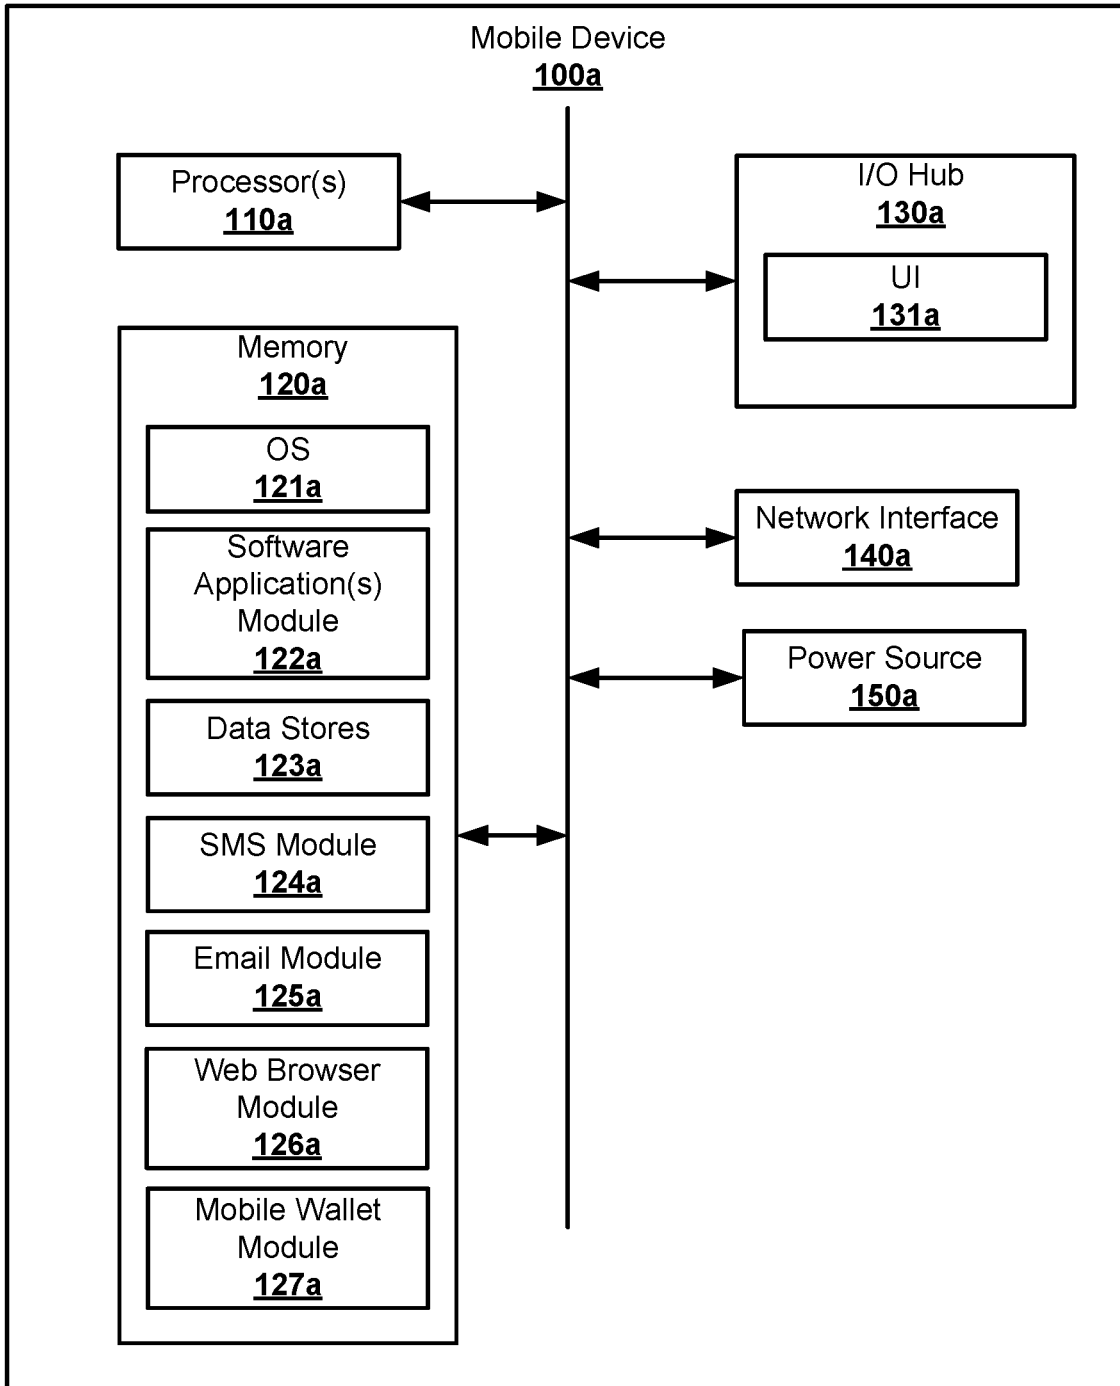 Mobile Device
100a
Processor(s)
110a
I/O Hub
130a
UI
131a
Memory
120a
OS
121a
Software
Application(s)
Module
122a
Data Stores
123a
SMS Module
124a
Email Module
125a
Web Browser
Module
126a
Mobile Wallet
Module
127a
Network Interface
140a
Power Source
150a